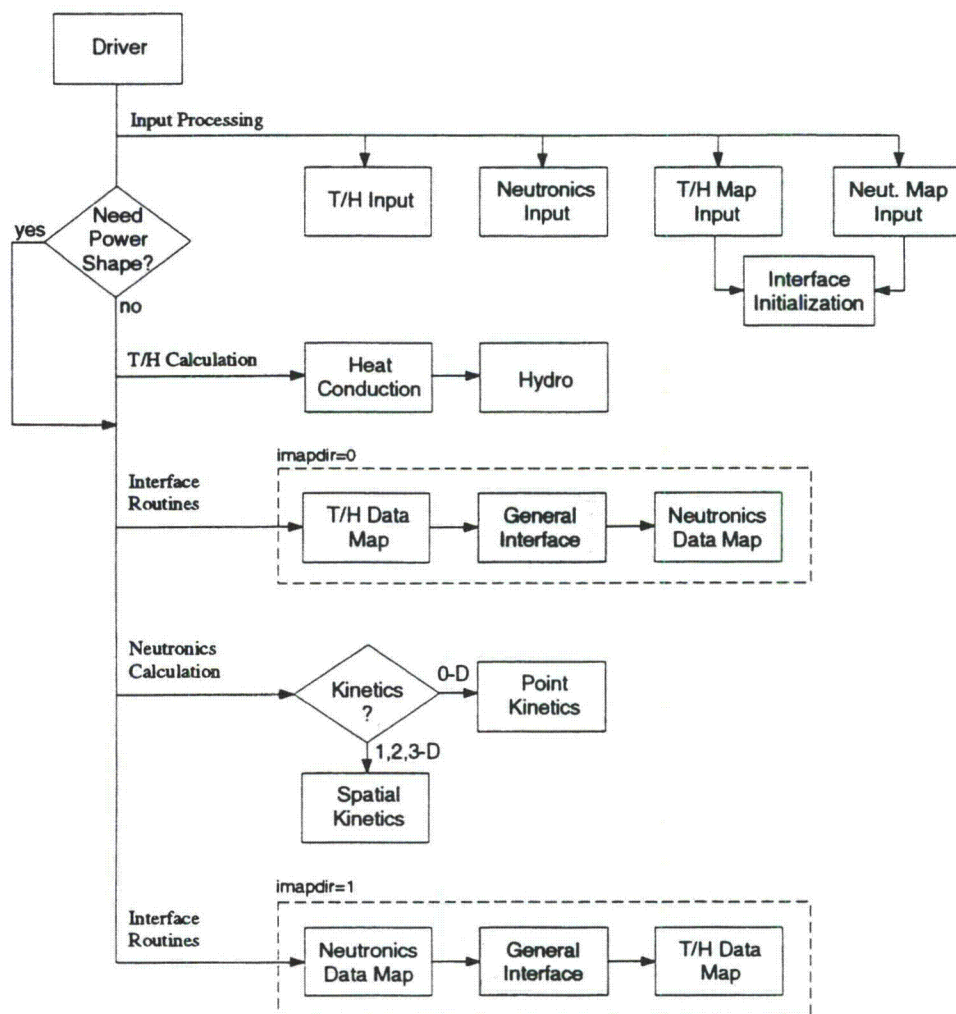 Driver
Input Processing
T/H Input
Neutronics
Input
T/H Map
Input
Neut. Map
Input
Interface
Initialization
yes
Need
Power
Shape?
no
T/H Calculation
Heat
Conduction
Hydro
imapdir=0
Interface
Routines
T/H Data
Map
General
Interface
Neutronics
Data Map
Neutronics
Calculation
Kinetics
?
0-D
Point
Kinetics
1,2,3-D
Spatial
Kinetics
imapdir=1
Interface
Routines
Neutronics
Data Map
General
Interface
T/H Data
Map